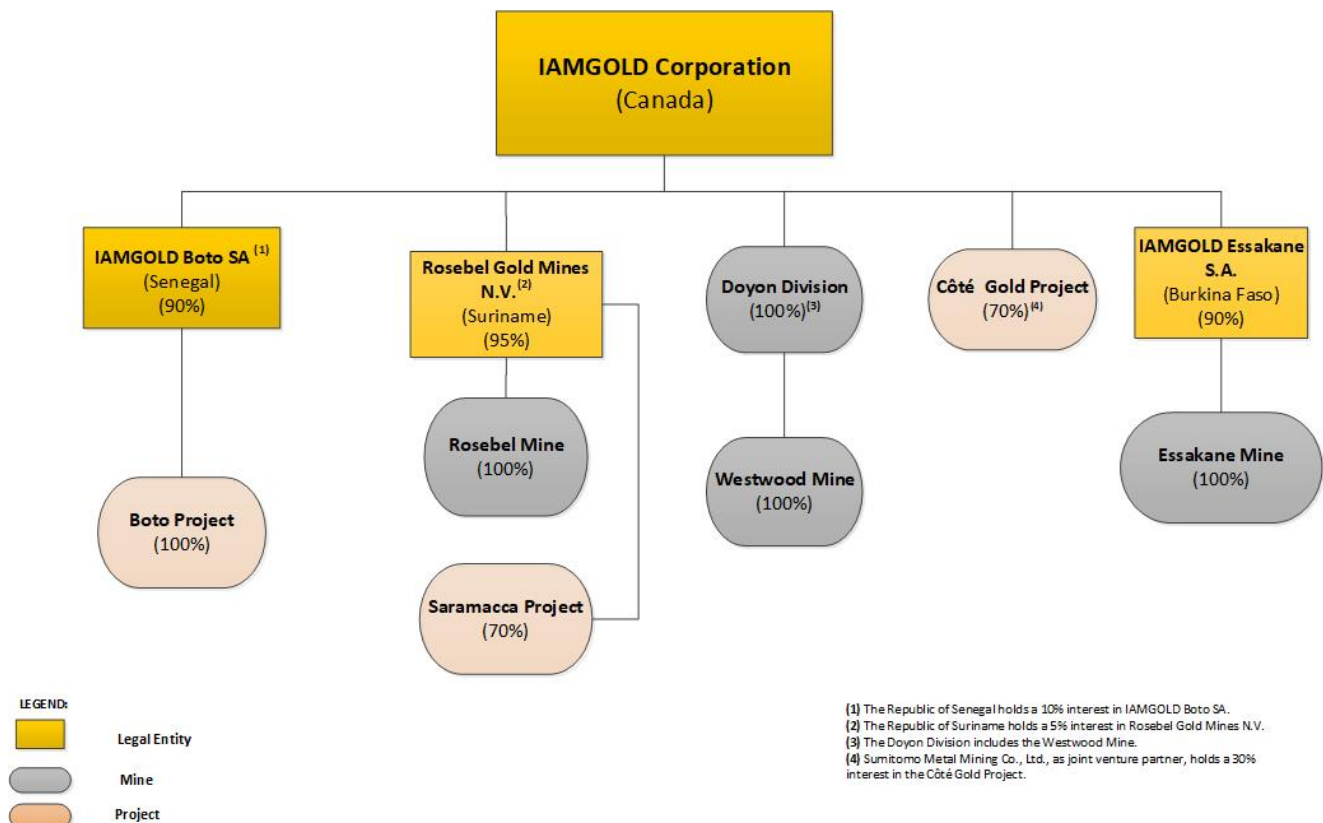 IAMGOLD Corporation
(Canada)
IAMGOLD Boto SA (1)
(Senegal)
(90%)
Rosebel Gold Mines
N.V.(2)
(Suriname)
(95%)
Doyon Division
(100%)(3)
Côté Gold Project
(70%)(4)
IAMGOLD Essakane
S.A.
(Burkina Faso)
(90%)
Boto Project
(100%)
Rosebel Mine
(100%)
Westwood Mine
(100%)
Essakane Mine
(100%)
Saramacca Project
(70%)
LEGEND:
Legal Entity
Mine
Project
(1) The Republic of Senegal holds a 10% interest in IAMGOLD Boto SA.
(2) The Republic of Suriname holds a 5% interest in Rosebel Gold Mines N.V.
(3) The Doyon Division includes the Westwood Mine.
(4) Sumitomo Metal Mining Co., Ltd., as joint venture partner, holds a 30%
interest in the Côté Gold Project.